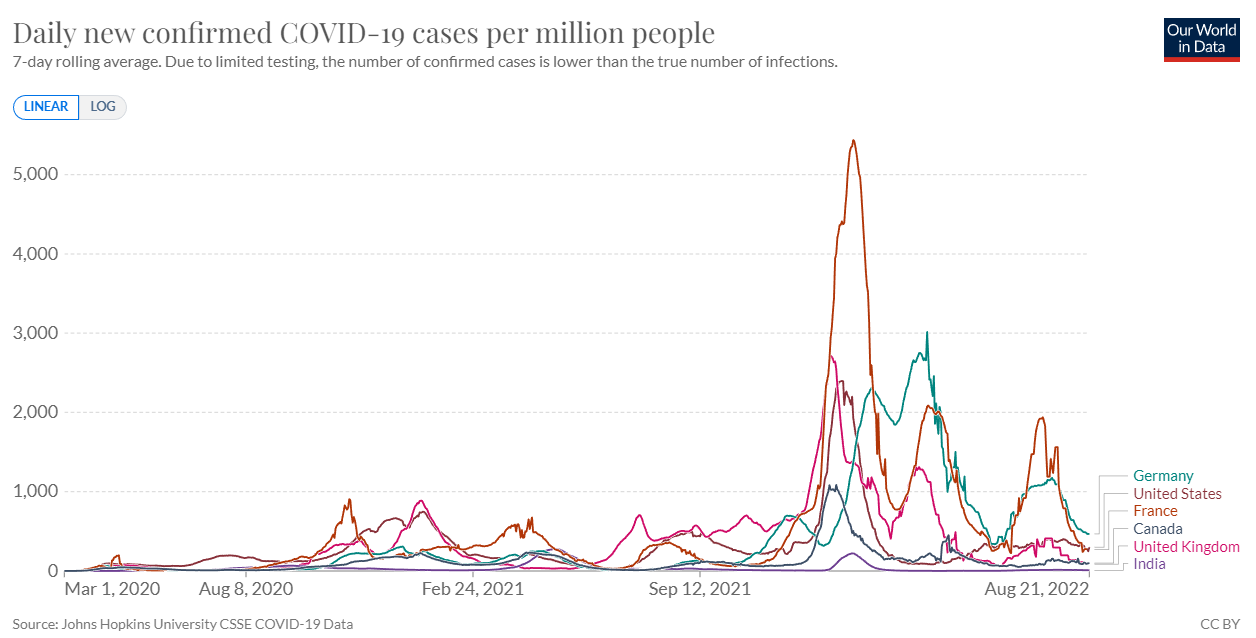 Daily new confirmed COVID-19 cases per million people
Our World
in Data
7-day rolling average. Due to limited testing, the number of confirmed cases is lower than the true number of infections.
LINEAR LOG
5,000
4,000
3,000
2,000
1,000
0
Germany
United States
France
Canada
United Kingdom
India
Mar 1, 2020 Aug 8, 2020 Feb 24, 2021 Sep 12, 2021 Aug 21, 2022
Source: Johns Hopkins University CSSE COVID-19 Data CC BY